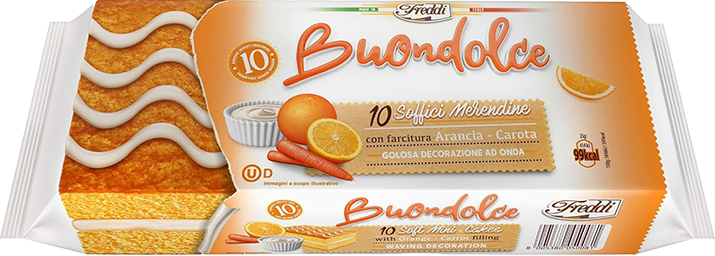 MADE IN ITALY
Freddi
Buondolce
10
10 Soffici Merendine
con farcitura Arancia - Carota
GOLOSA DECORAZIONE AD ONDA
U D
immagini a scopo illustrativo
25g
99kcal
10
Buondolce
Freddi
10 Soft Mini - Cakes
with Orange - Carrot filling
WAVING DECORATION